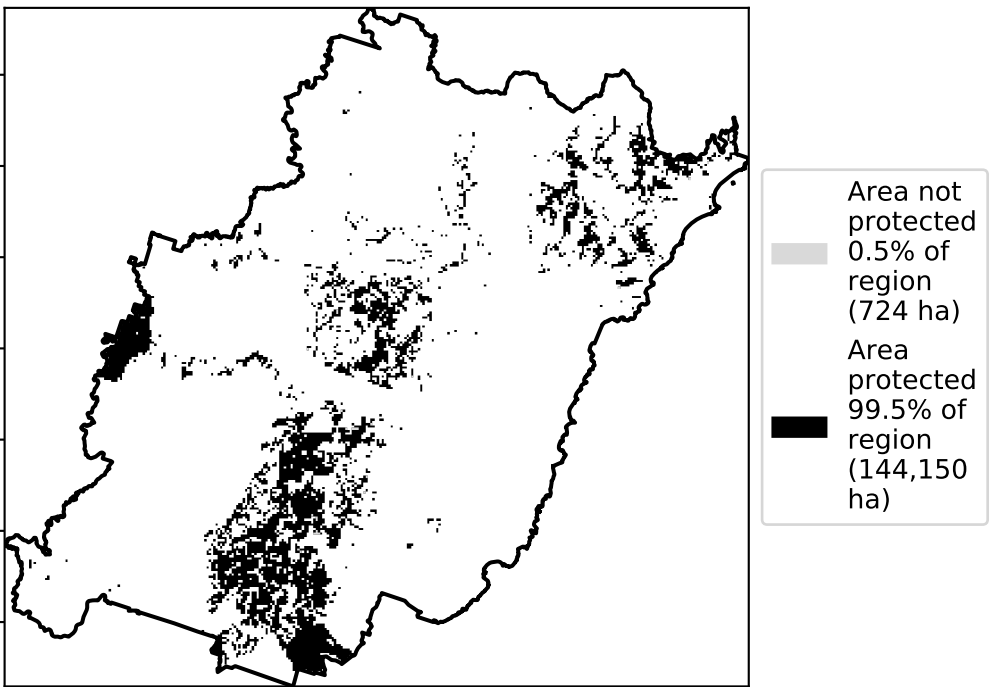 Area not
protected
0.5% of
region
(724 ha)
Area
protected
99.5% of
region
(144,150
ha)